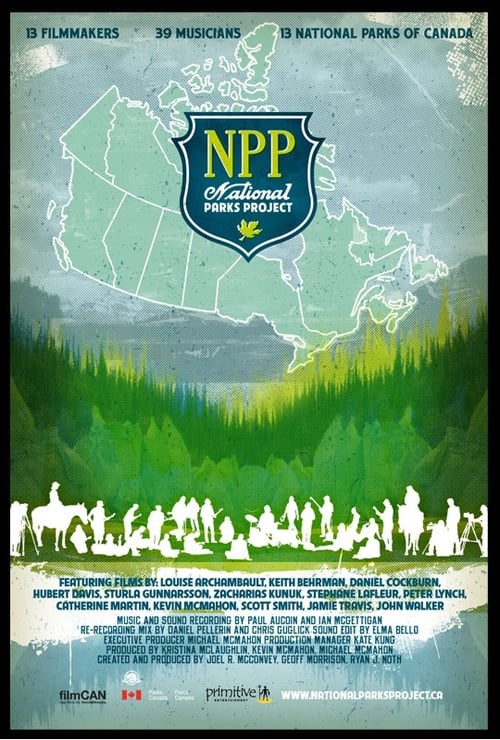 13 FILMMAKERS 39 MUSICIANS 13 NATIONAL PARKS OF CANADA
NPP
National
PARKS PROJECT
FEATURING FILMS BY: LOUISE ARCHAMBAULT, KEITH BEHRMAN, DANIEL COCKBURN,
HUBERT DAVIS, STURLA GUNNARSSON, ZACHARIAS KUNUK, STEPHANE LAFLEUR, PETER LYNCH,
CATHERINE MARTIN, KEVIN MCMAHON, SCOTT SMITH, JAMIE TRAVIS, JOHN WALKER
MUSIC AND SOUND RECORDING BY PAUL AUCOIN AND IAN MCGETTIGAN
RE-RECORDING MIX BY DANIEL PELLERIN AND CHRIS GUGLICK SOUND EDIT BY ELMA BELLO
EXECUTIVE PRODUCER MICHAEL MCMAHON PRODUCTION MANAGER KATE KUNG
PRODUCED BY KRISTINA MCLAUGHLIN, KEVIN MCMAHON, MICHAEL MCMAHON
CREATED AND PRODUCED BY JOEL R. MCCONVEY, GEOFF MORRISON, RYAN J. NOTH
filmCAN
Parks Canada
Parcs Canada
primitive
ENTERTAINMENT
WWW.NATIONALPARKSPROJECT.CA